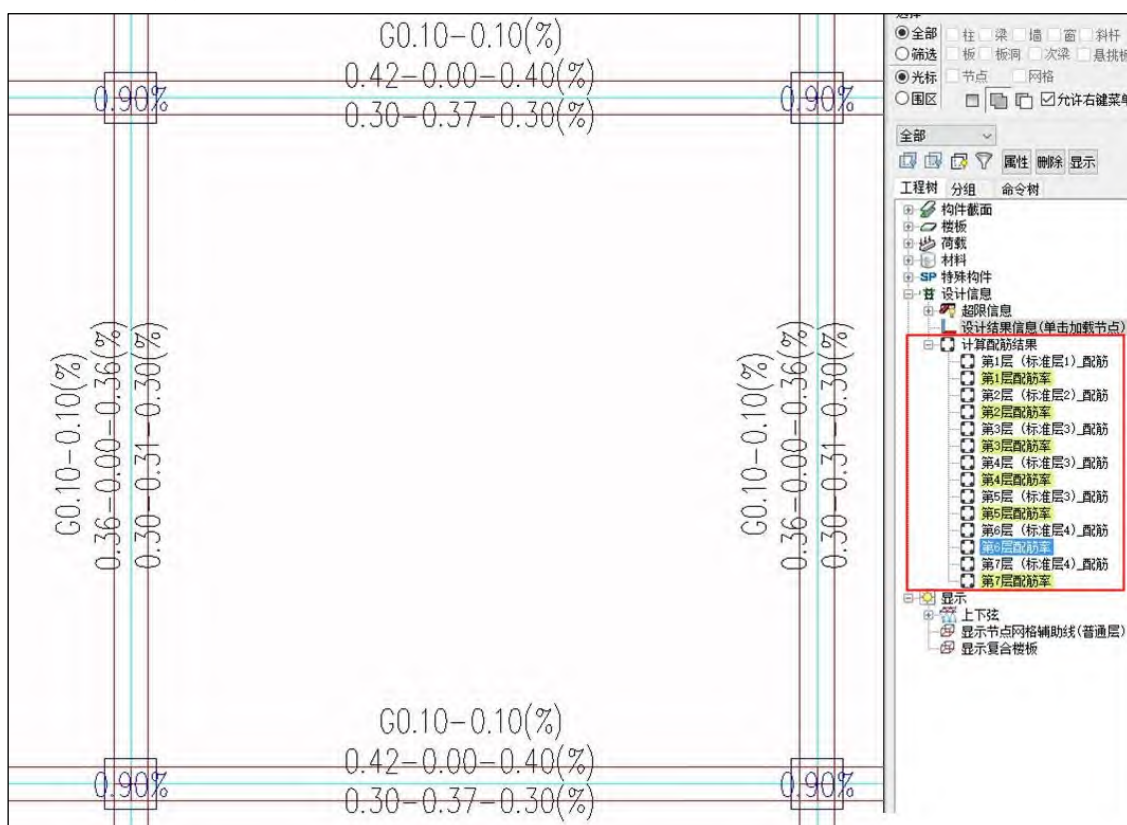 G0.10-0.10(%)
0.42-0.00-0.40(%)
0.90%
0.90%
0.30-0.37-0.30(%)
G0.10-0.10(%)
0.36-0.00-0.36(%)
0.30-0.31-0.30(%)
G0.10-0.10(%)
0.36-0.00-0.36(%)
0.30-0.31-0.30(%)
G0.10-0.10(%)
0.42-0.00-0.40(%)
0.90%
0.90%
0.30-0.37-0.30(%)
选择
全部 柱 梁 墙 窗 斜杆
筛选 板 板洞 次梁 悬挑板
光标 节点 网格
围区 允许右键菜单
全部
属性 删除 显示
工程树 分组 命令树
构件截面
楼板
荷载
材料
SP 特殊构件
设计信息
超限信息
设计结果信息(单击加载节点)
计算配筋结果
第1层 (标准层1)_配筋
第1层配筋率
第2层 (标准层2)_配筋
第2层配筋率
第3层 (标准层3)_配筋
第3层配筋率
第4层 (标准层3)_配筋
第4层配筋率
第5层 (标准层3)_配筋
第5层配筋率
第6层 (标准层4)_配筋
第6层配筋率
第7层 (标准层4)_配筋
第7层配筋率
显示
上下弦
显示节点网格辅助线(普通层)
显示复合楼板